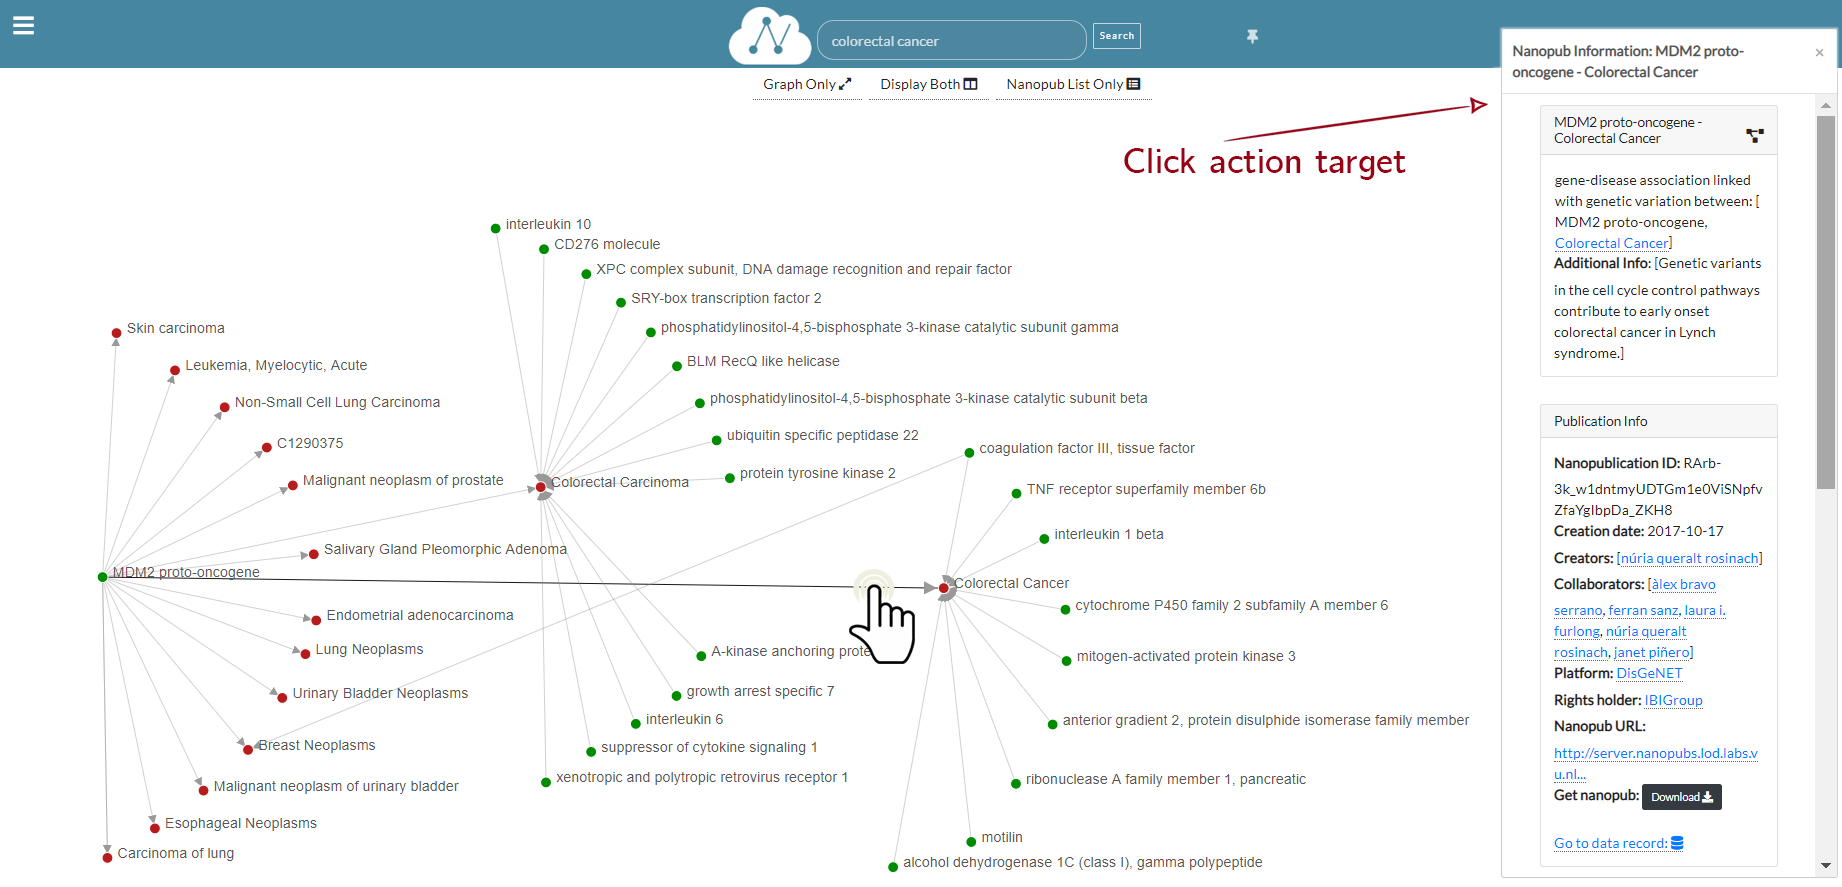 colorectal cancer
Search
Graph Only
Display Both
Nanopub List Only
Click action target
interleukin 10
CD276 molecule
XPC complex subunit, DNA damage recognition and repair factor
SRY-box transcription factor 2
phosphatidylinositol-4,5-bisphosphate 3-kinase catalytic subunit gamma
BLM RecQ like helicase
phosphatidylinositol-4,5-bisphosphate 3-kinase catalytic subunit beta
ubiquitin specific peptidase 22
protein tyrosine kinase 2
Colorectal Carcinoma
Skin carcinoma
Leukemia, Myelocytic, Acute
Non-Small Cell Lung Carcinoma
C1290375
Malignant neoplasm of prostate
Salivary Gland Pleomorphic Adenoma
MDM2 proto-oncogene
Endometrial adenocarcinoma
Lung Neoplasms
Urinary Bladder Neoplasms
Breast Neoplasms
Malignant neoplasm of urinary bladder
Esophageal Neoplasms
Carcinoma of lung
A-kinase anchoring prote
growth arrest specific 7
interleukin 6
suppressor of cytokine signaling 1
xenotropic and polytropic retrovirus receptor 1
coagulation factor III, tissue factor
TNF receptor superfamily member 6b
interleukin 1 beta
Colorectal Cancer
cytochrome P450 family 2 subfamily A member 6
mitogen-activated protein kinase 3
anterior gradient 2, protein disulphide isomerase family member
ribonuclease A family member 1, pancreatic
motilin
alcohol dehydrogenase 1C (class I), gamma polypeptide
Nanopub Information: MDM2 proto-
oncogene - Colorectal Cancer
×
MDM2 proto-oncogene -
Colorectal Cancer
gene-disease association linked
with genetic variation between: [
MDM2 proto-oncogene,
Colorectal Cancer]
Additional Info: [Genetic variants
in the cell cycle control pathways
contribute to early onset
colorectal cancer in Lynch
syndrome.]
Publication Info
Nanopublication ID: RArb-
3k_w1dntmyUDTGm1e0ViSNpfv
ZfaYglbpDa_ZKH8
Creation date: 2017-10-17
Creators: [núria queralt rosinach]
Collaborators: [àlex bravo
serrano, ferran sanz, laura i.
furlong, núria queralt
rosinach, janet piñero]
Platform: DisGeNET
Rights holder: IBIGroup
Nanopub URL:
http://server.nanopubs.lod.labs.v
u.nl...
Get nanopub: Download
Go to data record: